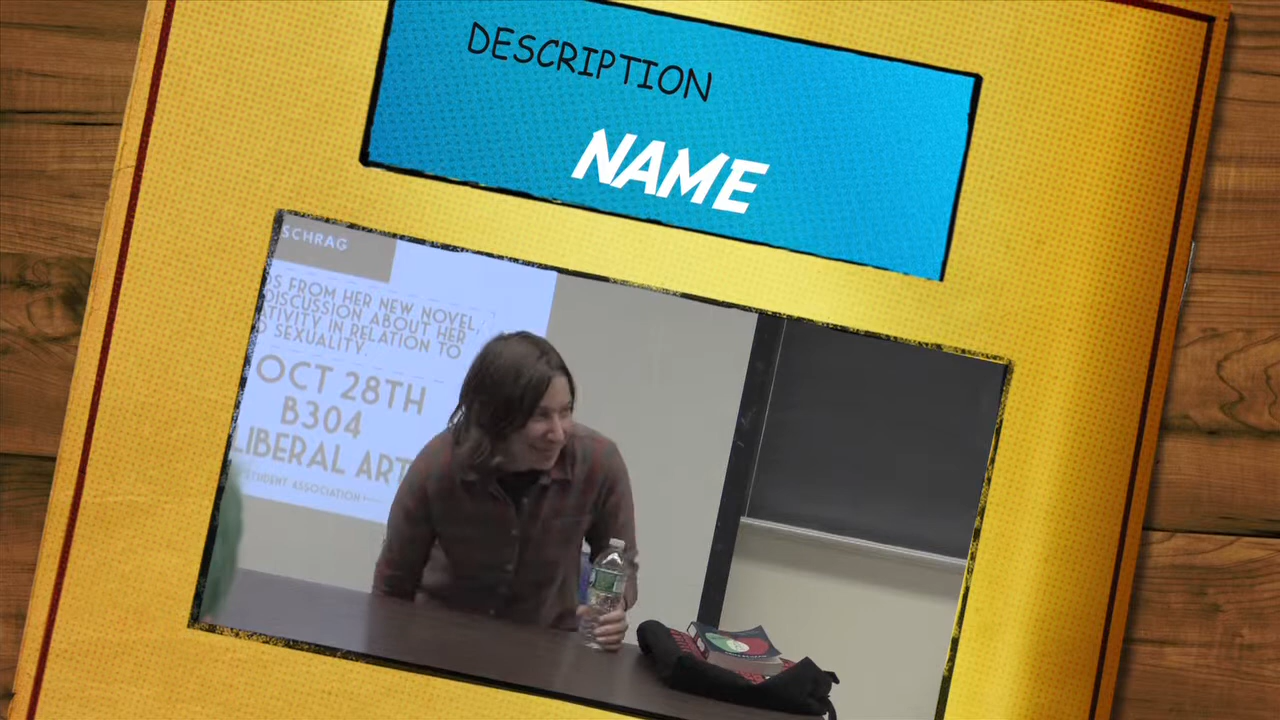 DESCRIPTION
NAME
SCHRAG
DS FROM HER NEW NOVEL,
DISCUSSION ABOUT HER
ATIVITY IN RELATION TO
D SEXUALITY.
OCT 28TH
B304
LIBERAL ART
STUDENT ASSOCIATION